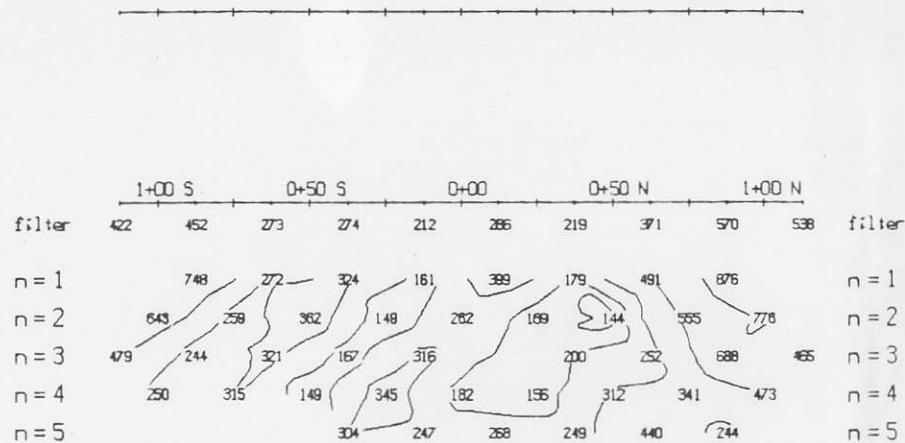 1+00 S 0+50 S 0+00 0+50 N 1+00 N
filter 422 452 273 274 212 286 219 371 570 538 filter
n = 1 748 272 324 161 399 179 491 876 n = 1
n = 2 643 259 362 149 262 169 144 555 776 n = 2
n = 3 479 244 321 167 316 200 252 688 465 n = 3
n = 4 250 315 149 345 182 156 312 341 473 n = 4
n = 5 304 247 268 249 440 244 n = 5